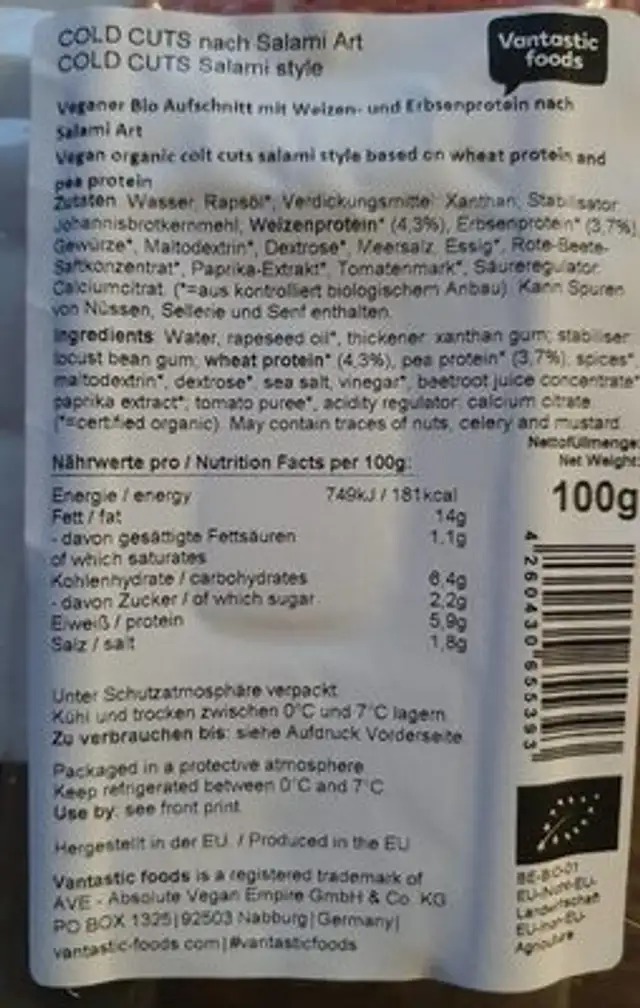 COLD CUTS nach Salami Art
COLD CUTS Salami style
Vantastic
foods
Veganer Bio Aufschnitt mit Weizen- und Erbsenprotein nach
Salami Art
Vegan organic colt cuts salami style based on wheat protein and
pea protein
Zutaten: Wasser, Rapsöl*, Verdickungsmittel: Xanthan; Stabilisator:
Johannisbrotkernmehl; Weizenprotein* (4,3%), Erbsenprotein* (3,7%),
Gewürze*, Maltodextrin*, Dextrose*, Meersalz, Essig*, Rote-Beete-
Saftkonzentrat*, Paprika-Extrakt*, Tomatenmark*, Säureregulator:
Calciumcitrat. (*=aus kontrolliert biologischem Anbau). Kann Spuren
von Nüssen, Sellerie und Senf enthalten.
Ingredients: Water, rapeseed oil*, thickener: xanthan gum; stabiliser:
locust bean gum; wheat protein* (4,3%), pea protein* (3,7%), spices*,
maltodextrin*, dextrose*, sea salt, vinegar*, beetroot juice concentrate*,
paprika extract*, tomato puree*, acidity regulator: calcium citrate.
(*=certified organic). May contain traces of nuts, celery and mustard.
Nettofüllmenge:
Net Weight:
100g
Nährwerte pro / Nutrition Facts per 100g:
Energie / energy 749kJ / 181kcal
Fett / fat 14g
- davon gesättigte Fettsäuren 1,1g
of which saturates
Kohlenhydrate / carbohydrates 6,4g
- davon Zucker / of which sugar 2,2g
Eiweiß / protein 5,9g
Salz / salt 1,8g
4 260430 655393
Unter Schutzatmosphäre verpackt.
Kühl und trocken zwischen 0°C und 7°C lagern.
Zu verbrauchen bis: siehe Aufdruck Vorderseite.
Packaged in a protective atmosphere.
Keep refrigerated between 0°C and 7°C
Use by: see front print.
Hergestellt in der EU. / Produced in the EU.
Vantastic foods is a registered trademark of
AVE - Absolute Vegan Empire GmbH & Co. KG
PO BOX 1325|92503 Nabburg|Germany|
vantastic-foods.com|#vantasticfoods
BE-BIO-01
EU-/Nicht-EU-
Landwirtschaft
EU-/non-EU-
Agriculture